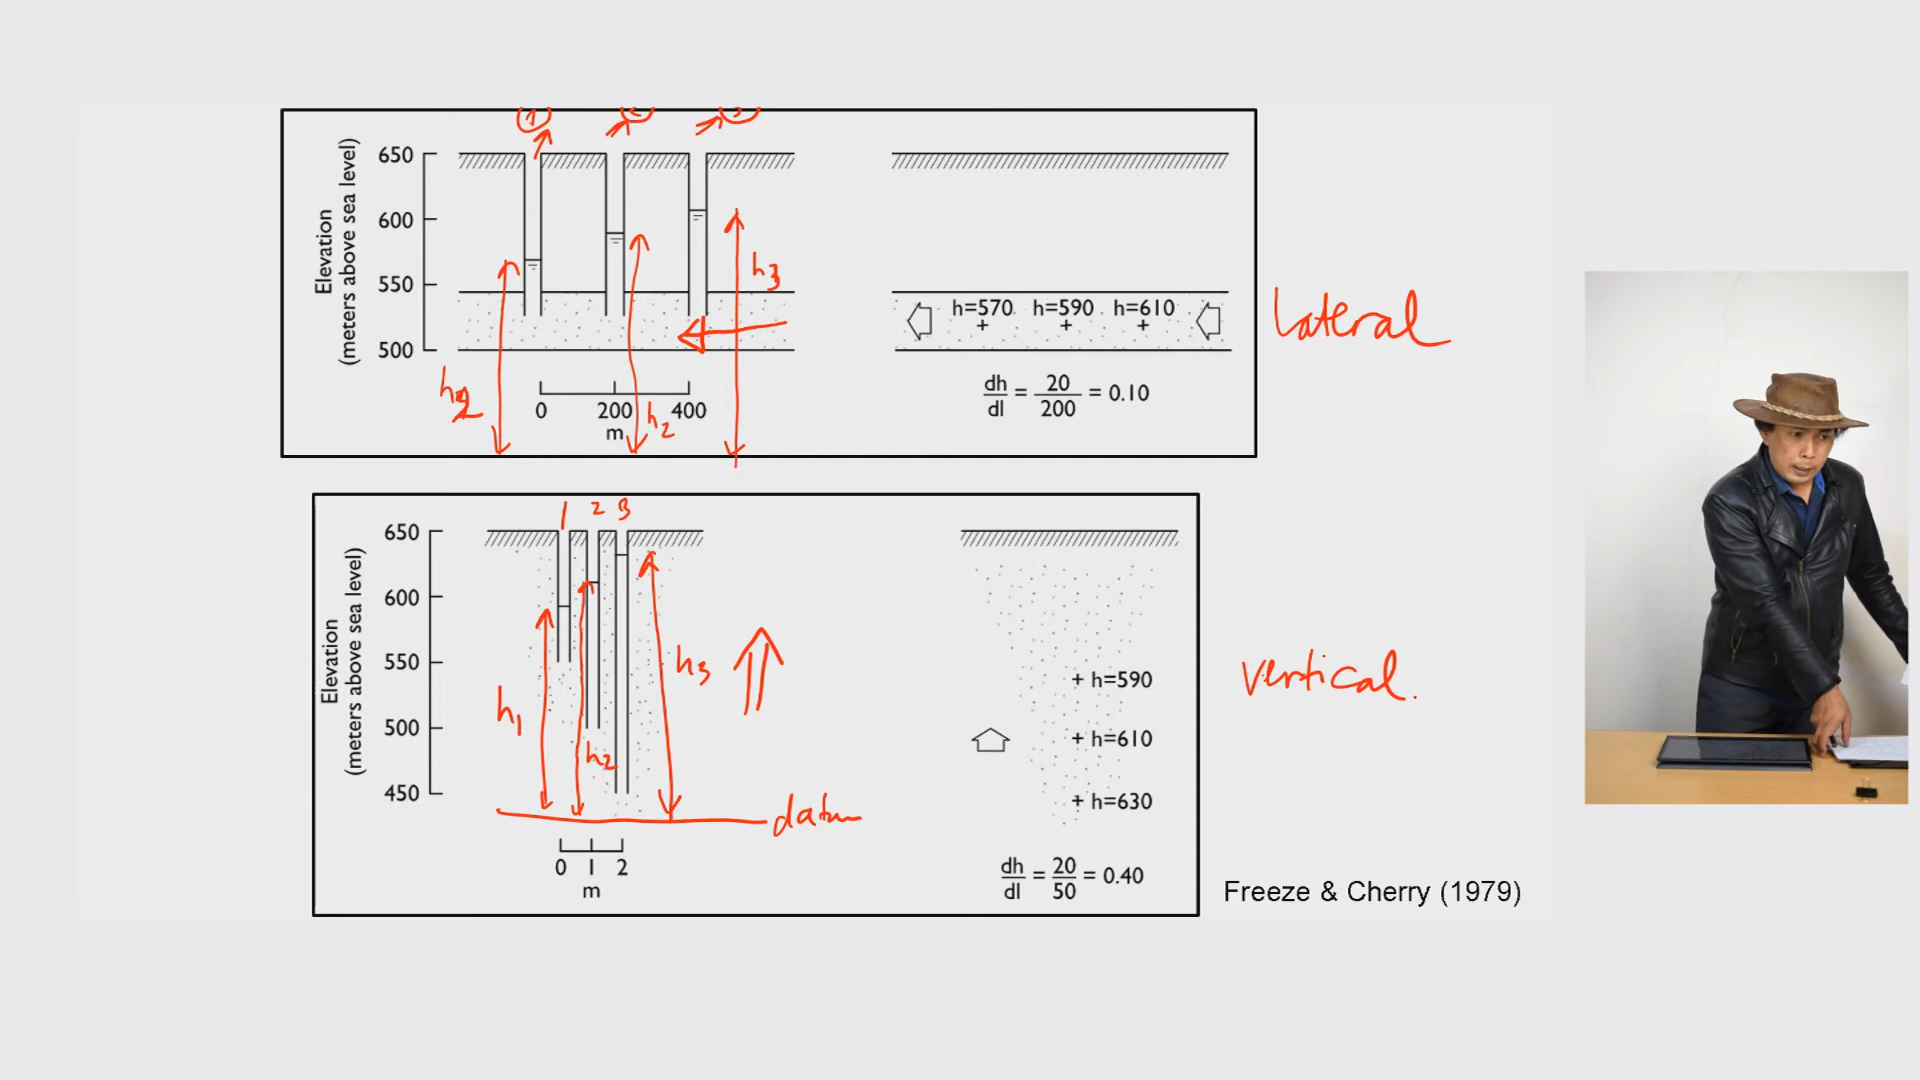 1 2 3
Elevation
(meters above sea level)
650
600
550
500
h3
h2
0 200 400
m
h=570 h=590 h=610
+ + +
dh/dl = 20/200 = 0.10
Lateral
1 2 3
Elevation
(meters above sea level)
650
600
550
500
450
h1
h2
h3
datum
0 1 2
m
+ h=590
+ h=610
+ h=630
dh/dl = 20/50 = 0.40
vertical.
Freeze & Cherry (1979)